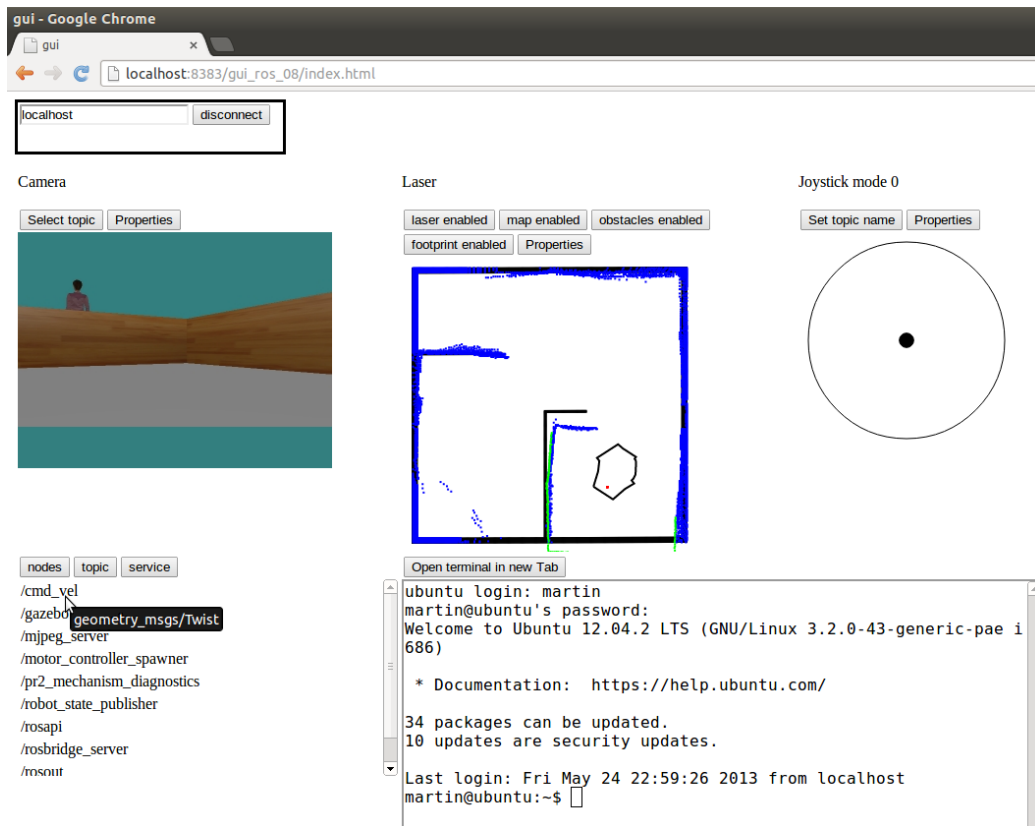 gui - Google Chrome
gui ×
localhost:8383/gui_ros_08/index.html
localhost disconnect
Camera
Select topic Properties
Laser
laser enabled map enabled obstacles enabled
footprint enabled Properties
Joystick mode 0
Set topic name Properties
nodes topic service
/cmd_vel
/gazebo
geometry_msgs/Twist
/mjpeg_server
/motor_controller_spawner
/pr2_mechanism_diagnostics
/robot_state_publisher
/rosapi
/rosbridge_server
/rosout
Open terminal in new Tab
ubuntu login: martin
martin@ubuntu's password:
Welcome to Ubuntu 12.04.2 LTS (GNU/Linux 3.2.0-43-generic-pae i
686)
* Documentation: https://help.ubuntu.com/
34 packages can be updated.
10 updates are security updates.
Last login: Fri May 24 22:59:26 2013 from localhost
martin@ubuntu:~$